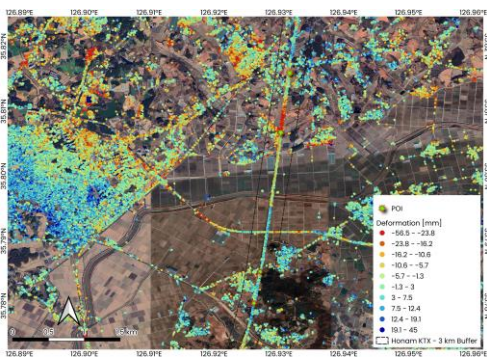 126.89°E 126.90°E 126.91°E 126.92°E 126.93°E 126.94°E 126.95°E 126.96°E
35.82°N
35.81°N
35.80°N
35.79°N
35.78°N
POI
Deformation [mm]
-56.5 - -23.8
-23.8 - -16.2
-16.2 - -10.6
-10.6 - -5.7
-5.7 - -1.3
-1.3 - 3
3 - 7.5
7.5 - 12.4
12.4 - 19.1
19.1 - 45
Honam KTX - 3 km Buffer
0 km
126.89°E 126.90°E 126.91°E 126.92°E 126.93°E 126.94°E 126.95°E 126.96°E